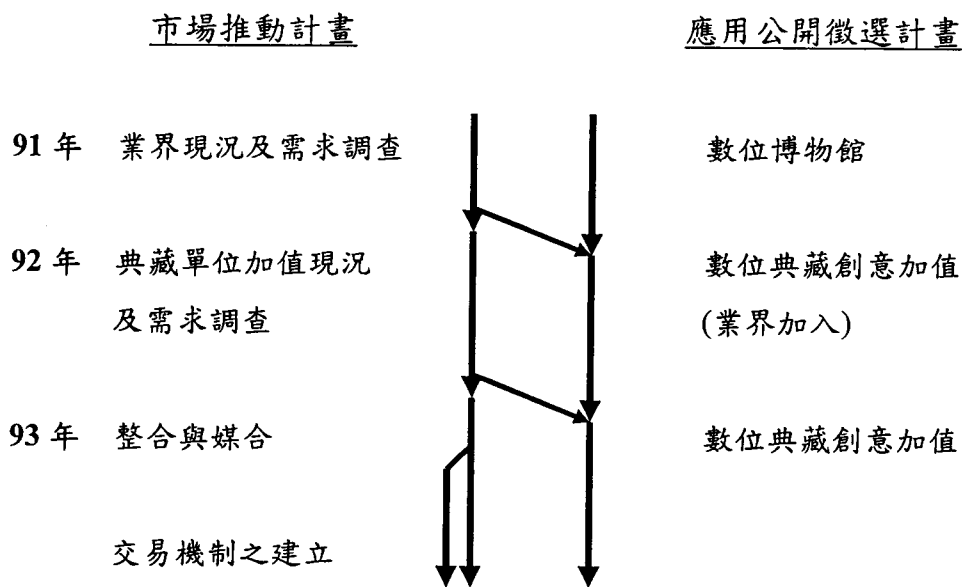 市場推動計畫 應用公開徵選計畫
91 年 業界現況及需求調查 數位博物館
92 年 典藏單位加值現況 數位典藏創意加值
及需求調查 (業界加入)
93 年 整合與媒合 數位典藏創意加值
交易機制之建立